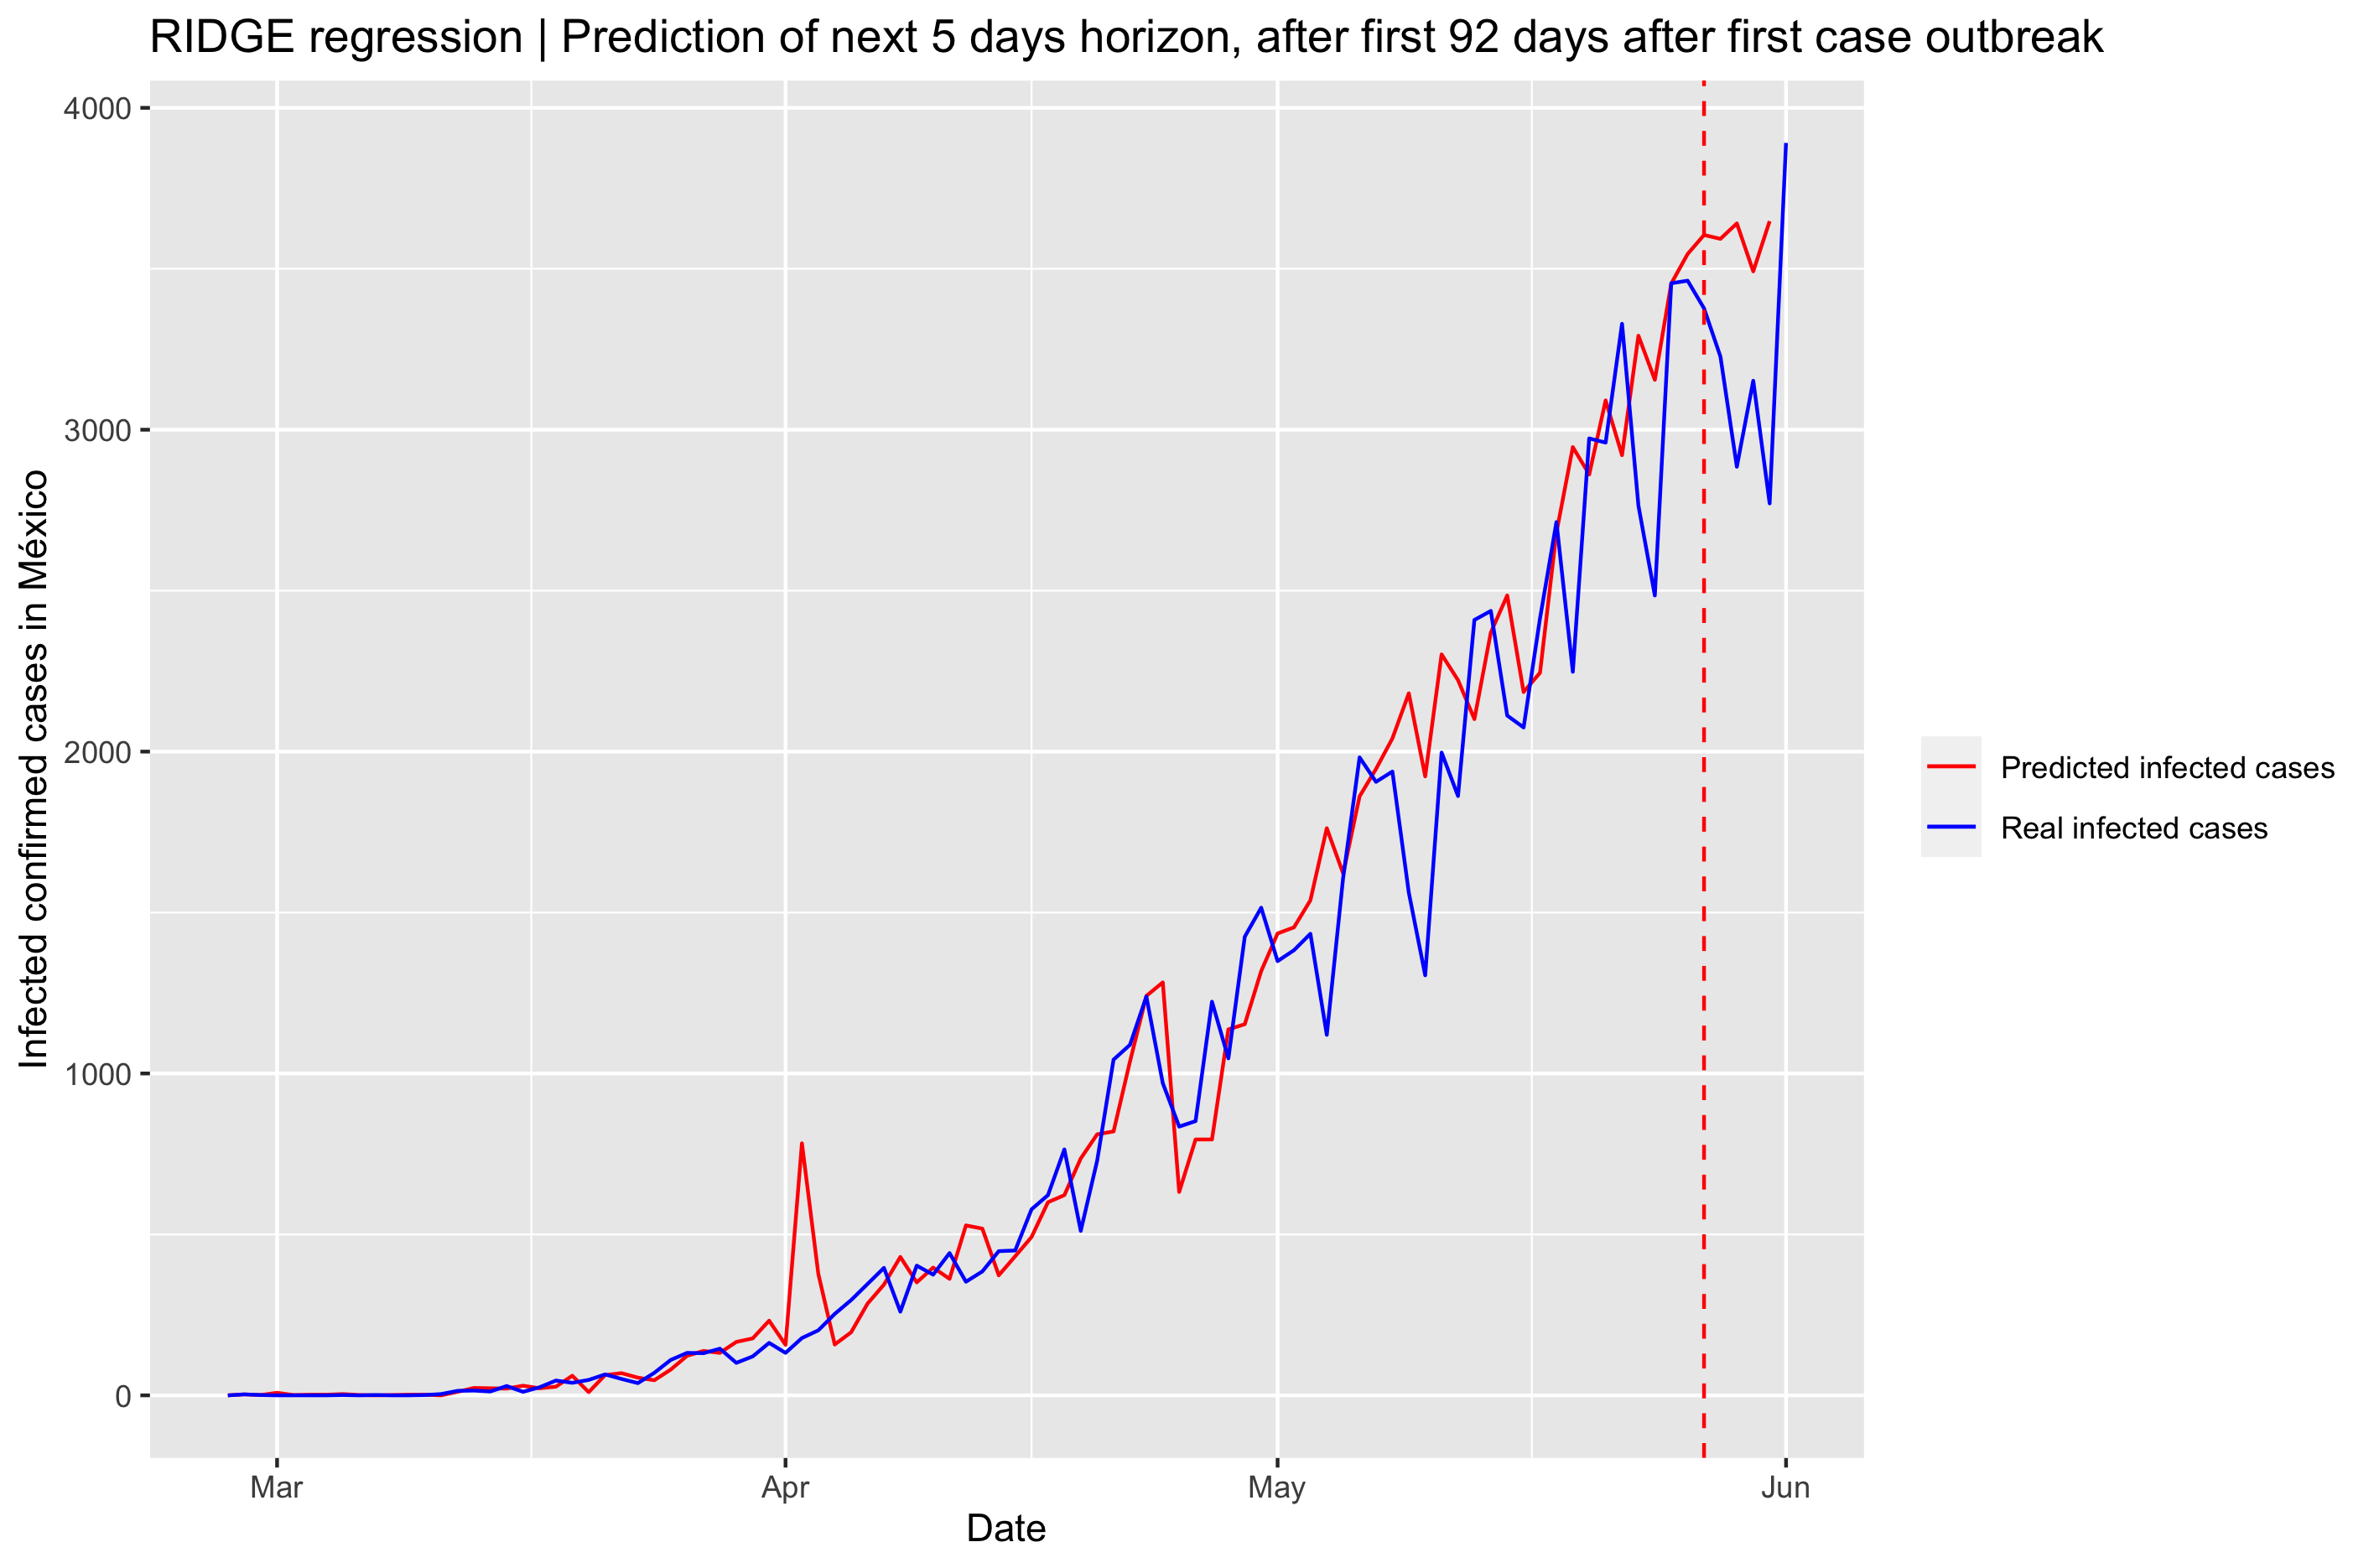 RIDGE regression | Prediction of next 5 days horizon, after first 92 days after first case outbreak
Infected confirmed cases in México
4000
3000
2000
1000
0
Mar
Apr
May
Jun
Date
Predicted infected cases
Real infected cases